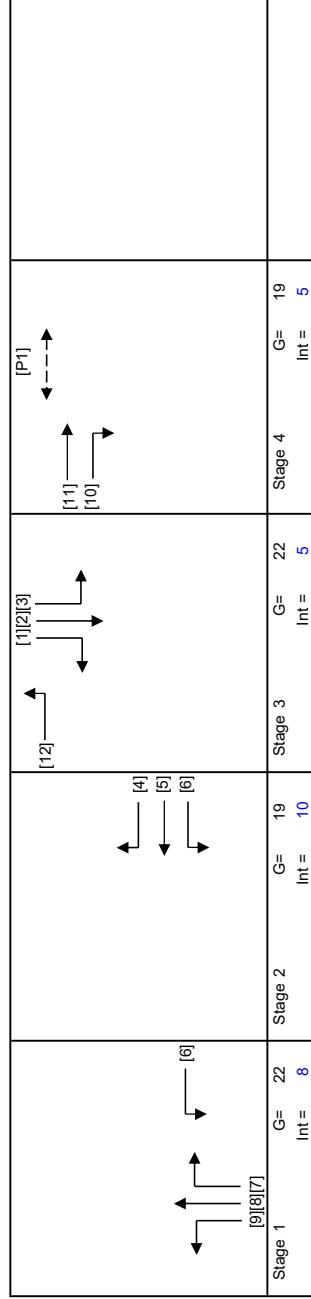 [9][8][7]
[6]
Stage 1 G= 22
Int = 8
[4]
[5]
[6]
Stage 2 G= 19
Int = 10
[12]
[1][2][3]
Stage 3 G= 22
Int = 5
[11]
[10]
[P1]
Stage 4 G= 19
Int = 5